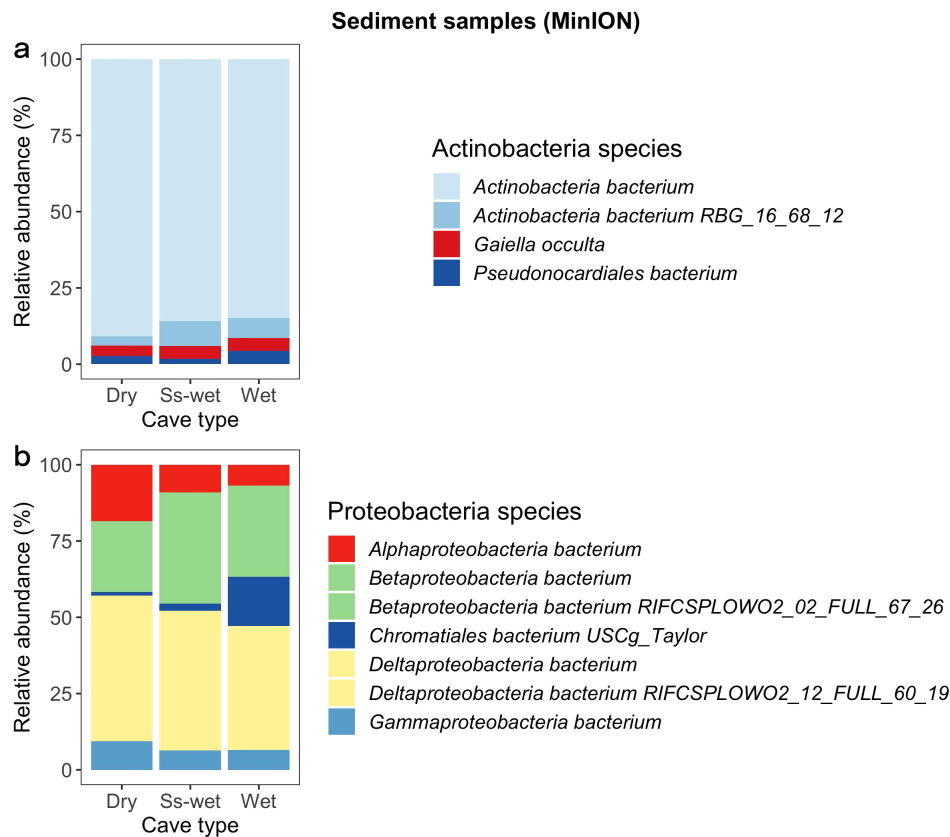 Sediment samples (MinION)
a
Relative abundance (%)
100
75
50
25
0
Dry Ss-wet Wet
Cave type
Actinobacteria species
Actinobacteria bacterium
Actinobacteria bacterium RBG_16_68_12
Gaiella occulta
Pseudonocardiales bacterium
b
Relative abundance (%)
100
75
50
25
0
Dry Ss-wet Wet
Cave type
Proteobacteria species
Alphaproteobacteria bacterium
Betaproteobacteria bacterium
Betaproteobacteria bacterium RIFCSPLOWO2_02_FULL_67_26
Chromatiales bacterium USCg_Taylor
Deltaproteobacteria bacterium
Deltaproteobacteria bacterium RIFCSPLOWO2_12_FULL_60_19
Gammaproteobacteria bacterium